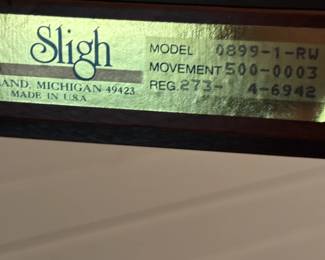 Sligh
AND, MICHIGAN 49423
MADE IN U.S.A.
MODEL 0899-1-RW
MOVEMENT 500-0003
REG. 273- 4-6942